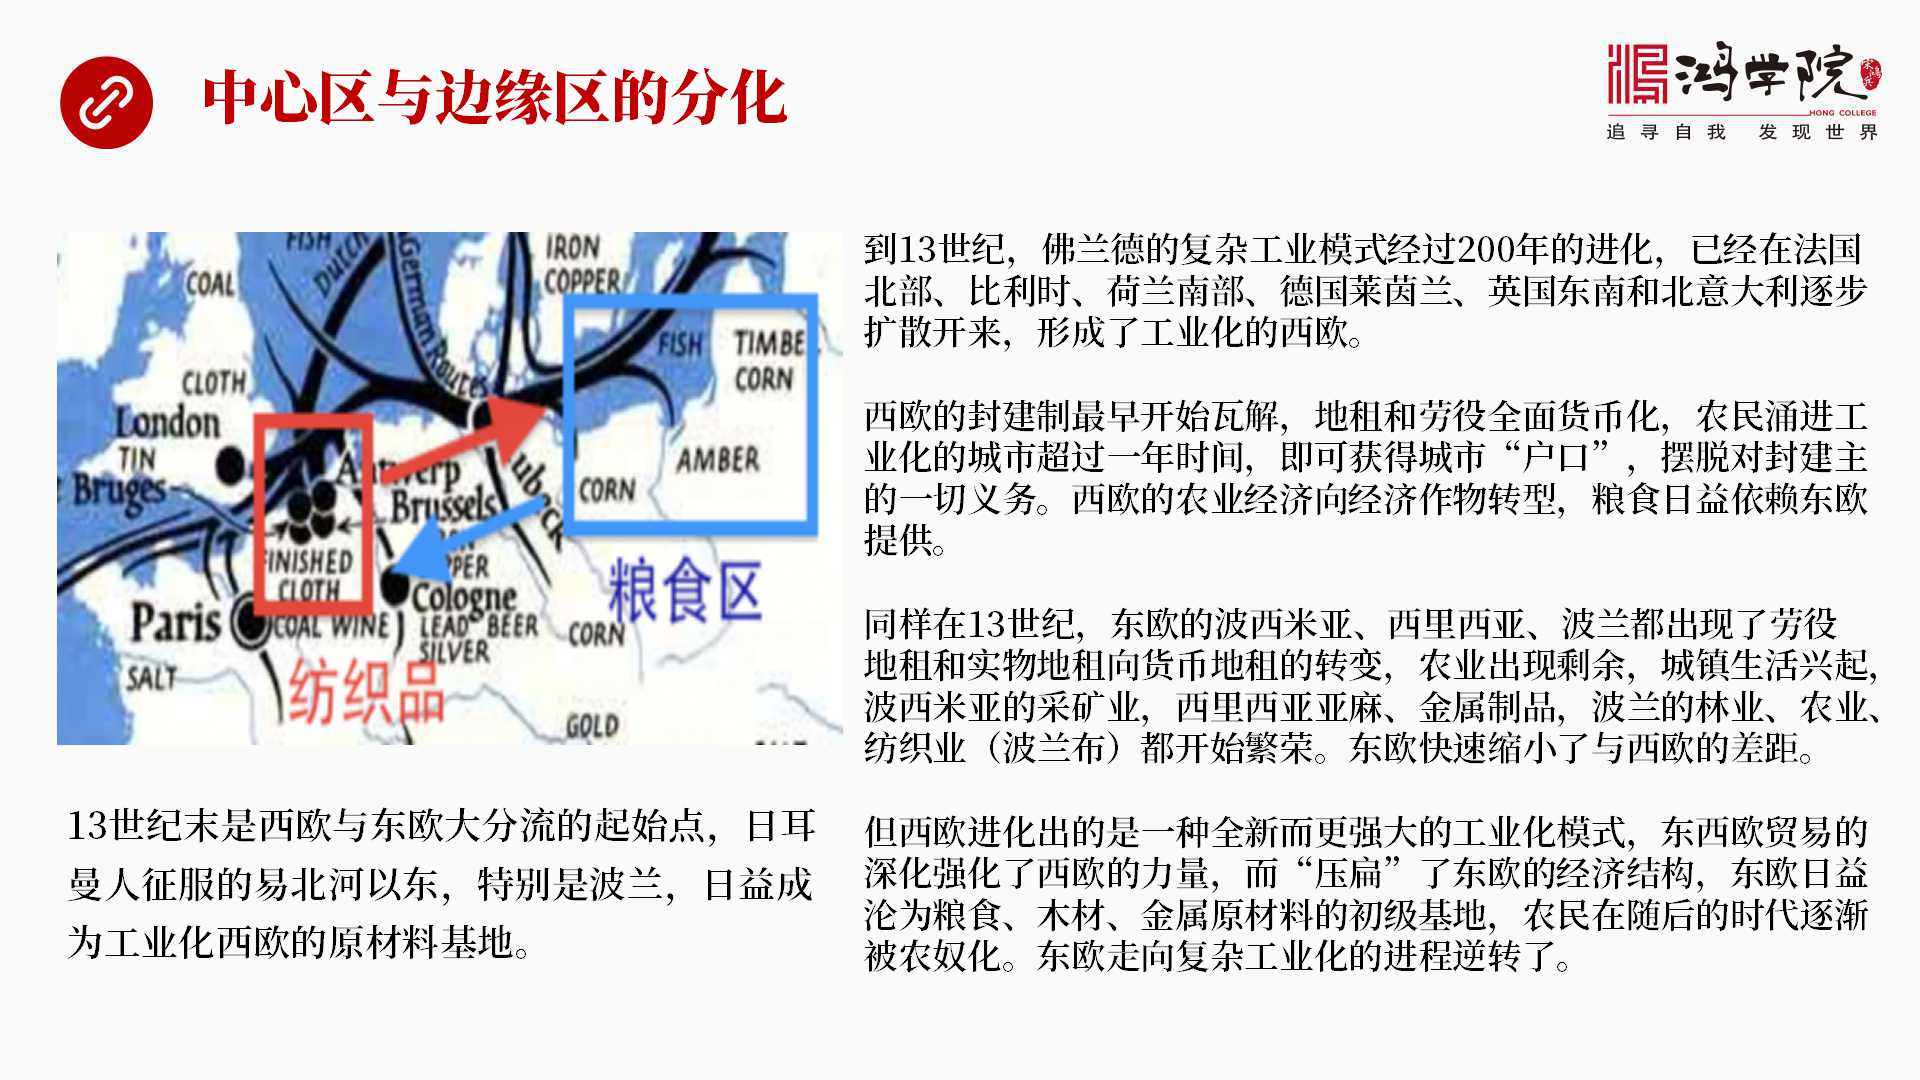 中心区与边缘区的分化
鸿学院
HONG COLLEGE
追寻自我 发现世界
FISH
Dutch
German Routes
IRON
COPPER
COAL
FISH
TIMBE
CORN
CLOTH
London
TIN
Bruges
Antwerp
Brussels
AMBER
CORN
FINISHED
CLOTH
Cologne
粮食区
Paris
COAL WINE
LEAD BEER
SILVER
CORN
SALT
纺织品
GOLD
到13世纪，佛兰德的复杂工业模式经过200年的进化，已经在法国
北部、比利时、荷兰南部、德国莱茵兰、英国东南和北意大利逐步
扩散开来，形成了工业化的西欧。
西欧的封建制最早开始瓦解，地租和劳役全面货币化，农民涌进工
业化的城市超过一年时间，即可获得城市“户口”，摆脱对封建主
的一切义务。西欧的农业经济向经济作物转型，粮食日益依赖东欧
提供。
同样在13世纪，东欧的波西米亚、西里西亚、波兰都出现了劳役
地租和实物地租向货币地租的转变，农业出现剩余，城镇生活兴起，
波西米亚的采矿业，西里西亚亚麻、金属制品，波兰的林业、农业、
纺织业（波兰布）都开始繁荣。东欧快速缩小了与西欧的差距。
但西欧进化出的是一种全新而更强大的工业化模式，东西欧贸易的
深化强化了西欧的力量，而“压扁”了东欧的经济结构，东欧日益
沦为粮食、木材、金属原材料的初级基地，农民在随后的时代逐渐
被农奴化。东欧走向复杂工业化的进程逆转了。
13世纪末是西欧与东欧大分流的起始点，日耳
曼人征服的易北河以东，特别是波兰，日益成
为工业化西欧的原材料基地。